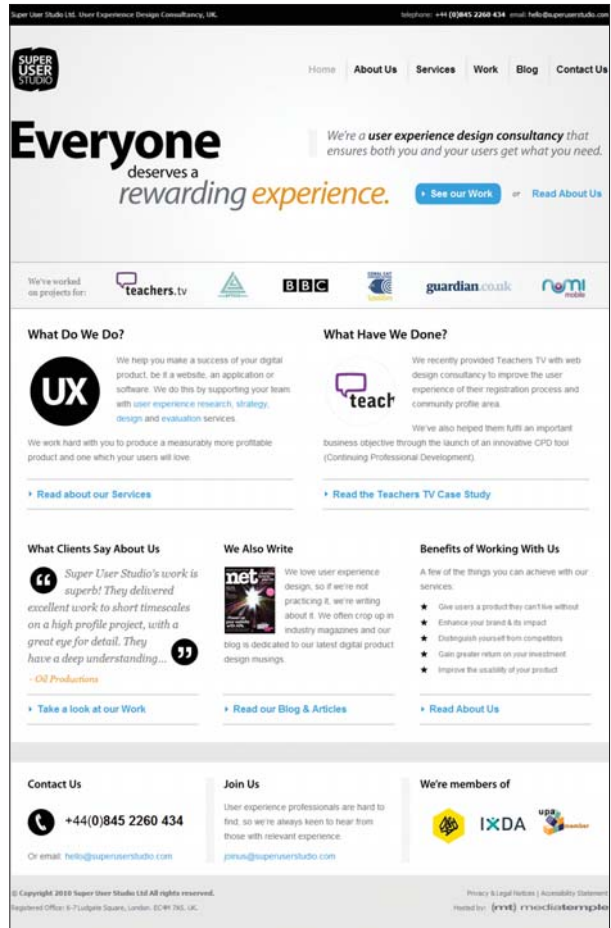 Super User Studio Ltd. User Experience Design Consultancy, UK.
telephone: +44 (0)845 2260 434 email: hello@superuserstudio.com
SUPER
USER
STUDIO
Home About Us Services Work Blog Contact Us
Everyone
deserves a
rewarding experience.
We're a user experience design consultancy that
ensures both you and your users get what you need.
See our Work or Read About Us
We've worked
on projects for:
teachers.tv
BBC
guardian.co.uk
numi
mobile
What Do We Do?
UX
We help you make a success of your digital
product, be it a website, an application or
software. We do this by supporting your team
with user experience research, strategy,
design and evaluation services.
We work hard with you to produce a measurably more profitable
product and one which your users will love.
Read about our Services
What Have We Done?
teach
We recently provided Teachers TV with web
design consultancy to improve the user
experience of their registration process and
community profile area.
We've also helped them fulfil an important
business objective through the launch of an innovative CPD tool
(Continuing Professional Development).
Read the Teachers TV Case Study
What Clients Say About Us
Super User Studio's work is
superb! They delivered
excellent work to short timescales
on a high profile project, with a
great eye for detail. They
have a deep understanding...
- Oil Productions
Take a look at our Work
We Also Write
.net
We love user experience
design, so if we're not
practicing it, we're writing
about it. We often crop up in
industry magazines and our
blog is dedicated to our latest digital product
design musings.
Read our Blog & Articles
Benefits of Working With Us
A few of the things you can achieve with our
services:
Give users a product they can't live without
Enhance your brand & its impact
Distinguish yourself from competitors
Gain greater return on your investment
Improve the usability of your product
Read About Us
Contact Us
+44(0)845 2260 434
Or email: hello@superuserstudio.com
Join Us
User experience professionals are hard to
find, so we're always keen to hear from
those with relevant experience.
joinus@superuserstudio.com
We're members of
IXDA
upa
member
© Copyright 2010 Super User Studio Ltd All rights reserved.
Registered Office: 6-7 Ludgate Square, London. EC4M 7AS. UK.
Privacy & Legal Notices | Accessibility Statement
Hosted by: (mt) mediatemple